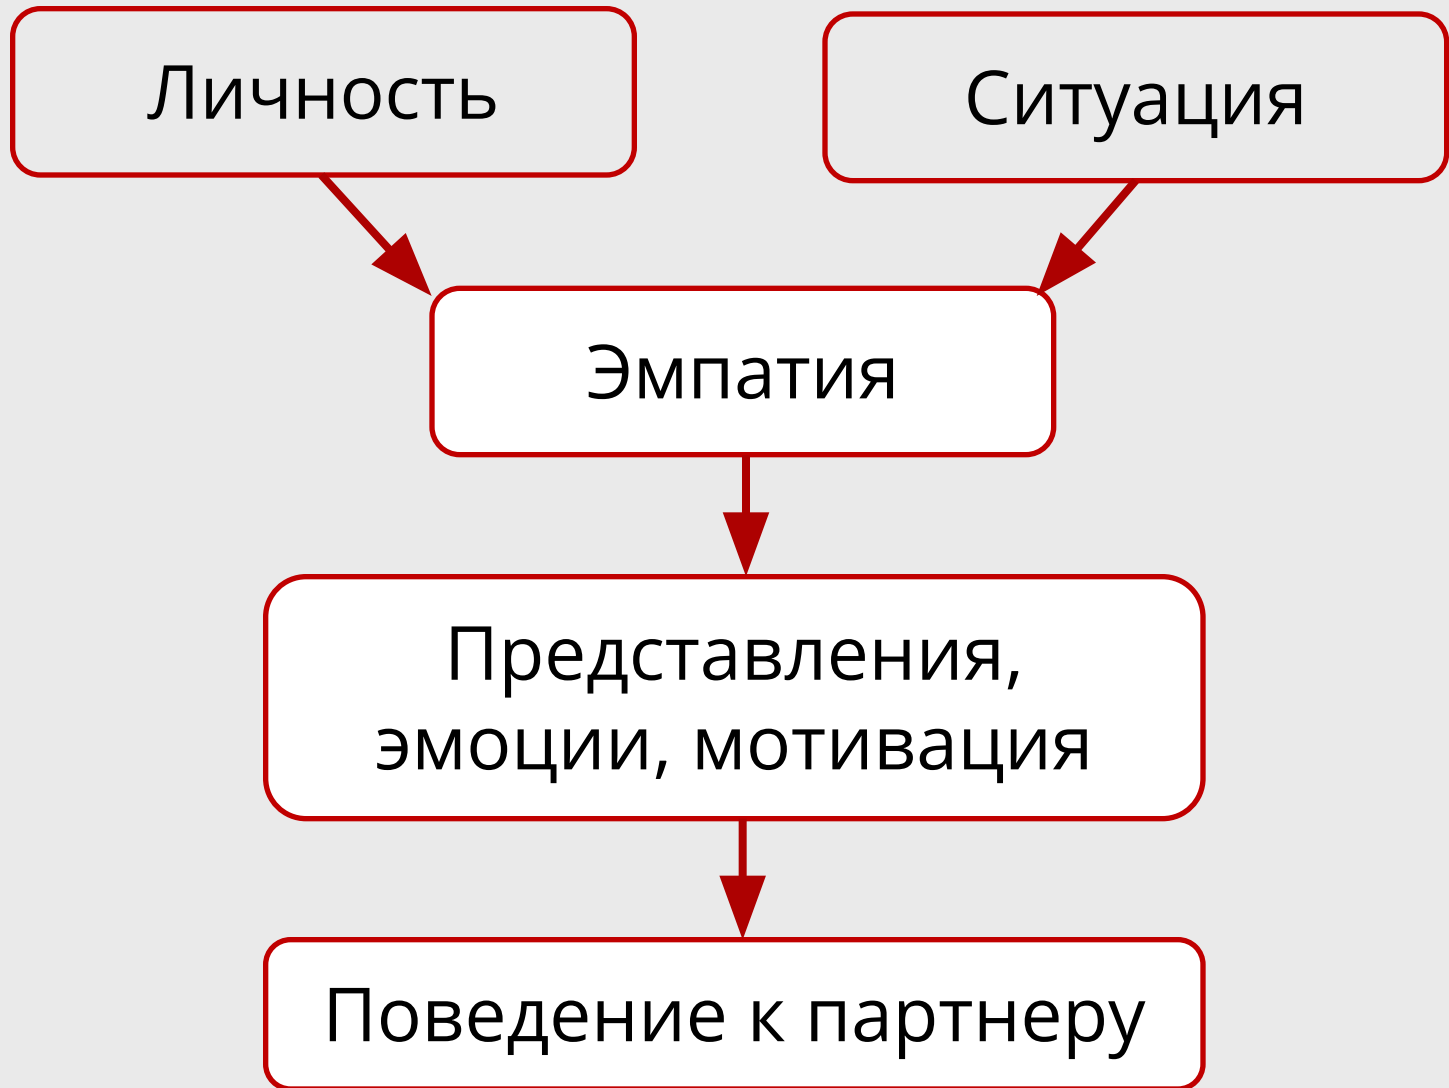 Личность
Ситуация
Эмпатия
Представления,
эмоции, мотивация
Поведение к партнеру